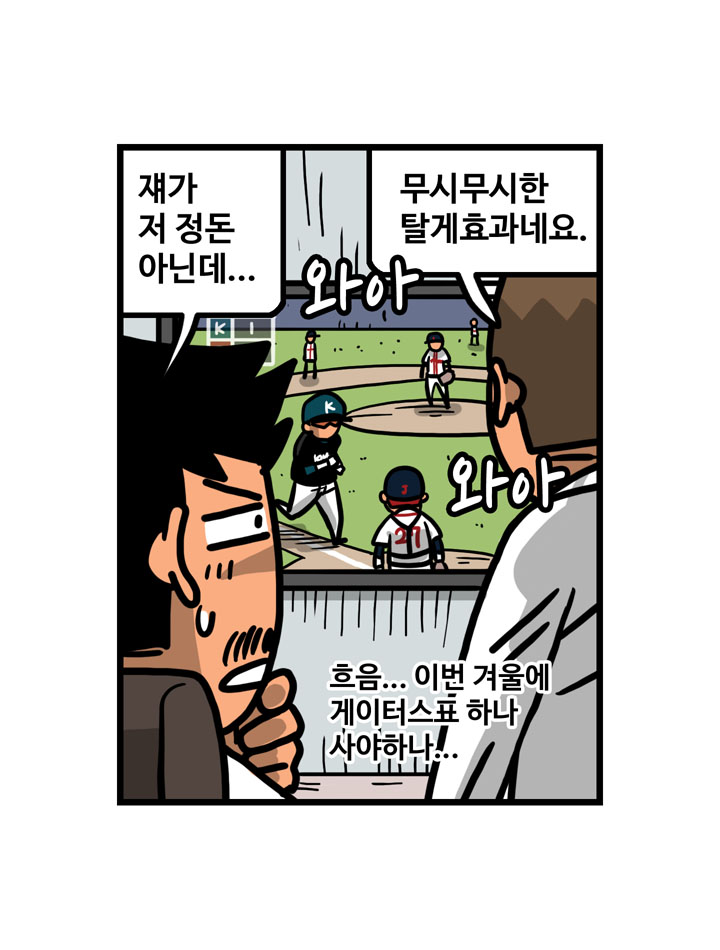 쟤가
저 정돈
아닌데...
무시무시한
탈게효과네요.
와아
K I
K
J
27
와아
흐음... 이번 겨울에
게이터스표 하나
사야하나...